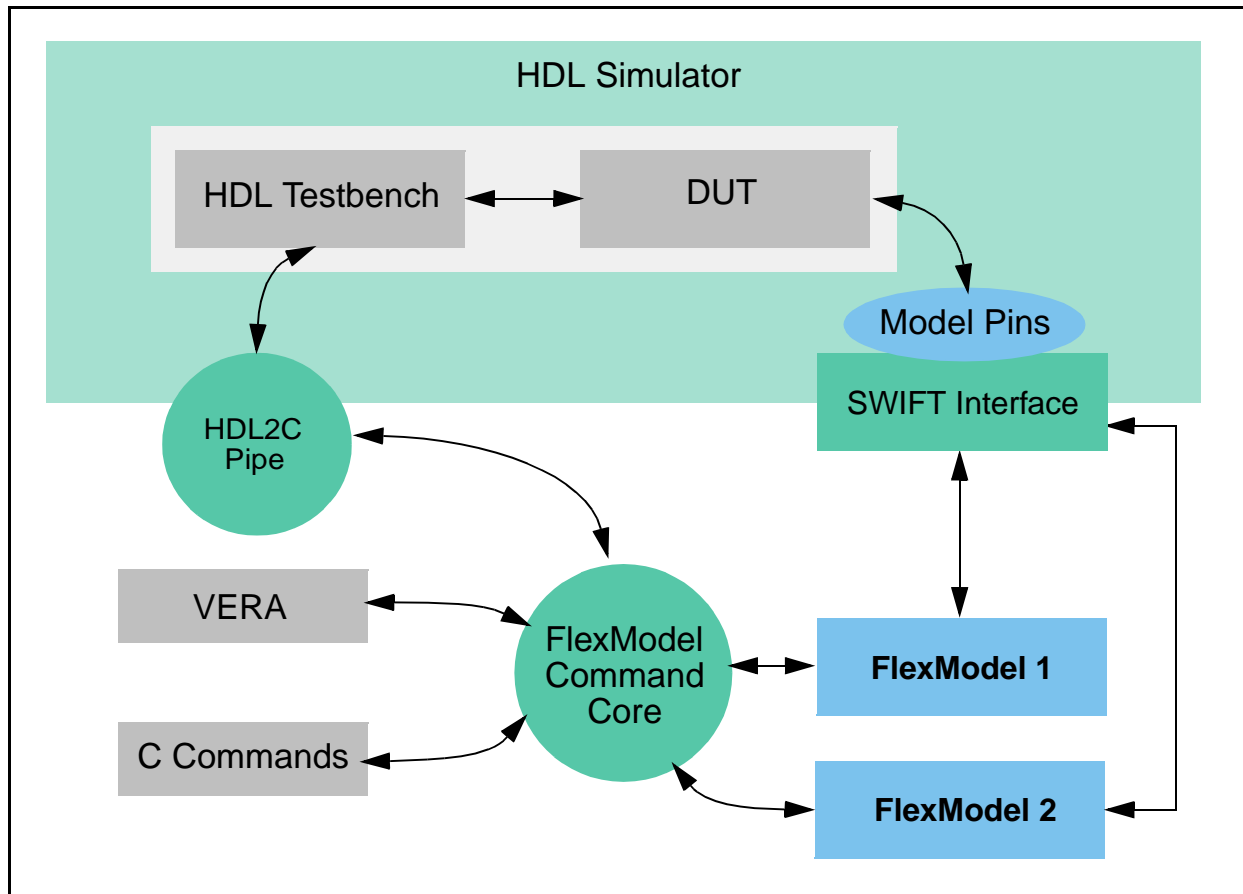 HDL Simulator
HDL Testbench
DUT
Model Pins
SWIFT Interface
HDL2C
Pipe
VERA
FlexModel
Command
Core
FlexModel 1
C Commands
FlexModel 2